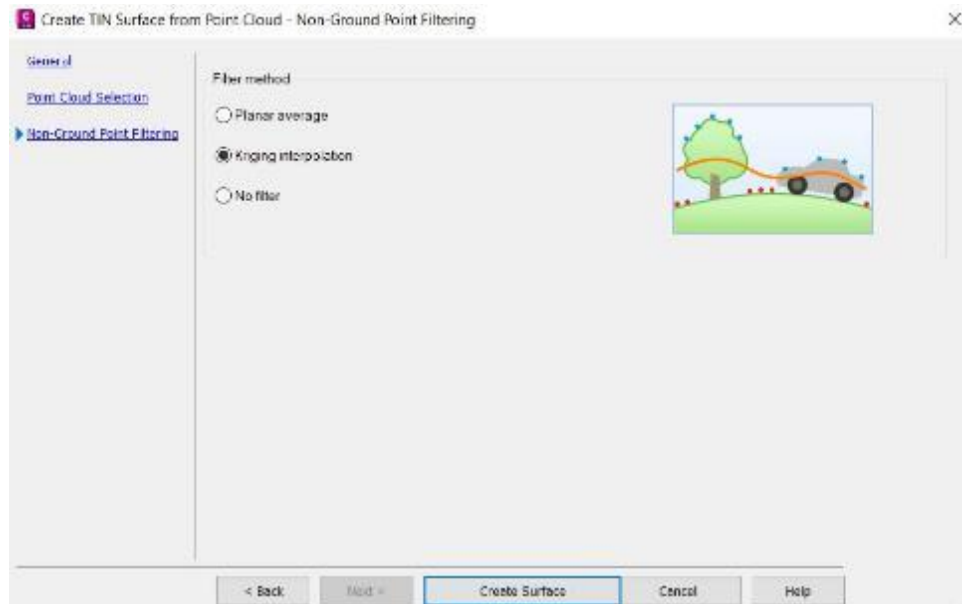 Create TIN Surface from Point Cloud - Non-Ground Point Filtering
General
Point Cloud Selection
Non-Ground Point Filtering
Filter method
Planar average
Kriging interpolation
No filter
< Back Next > Create Surface Cancel Help